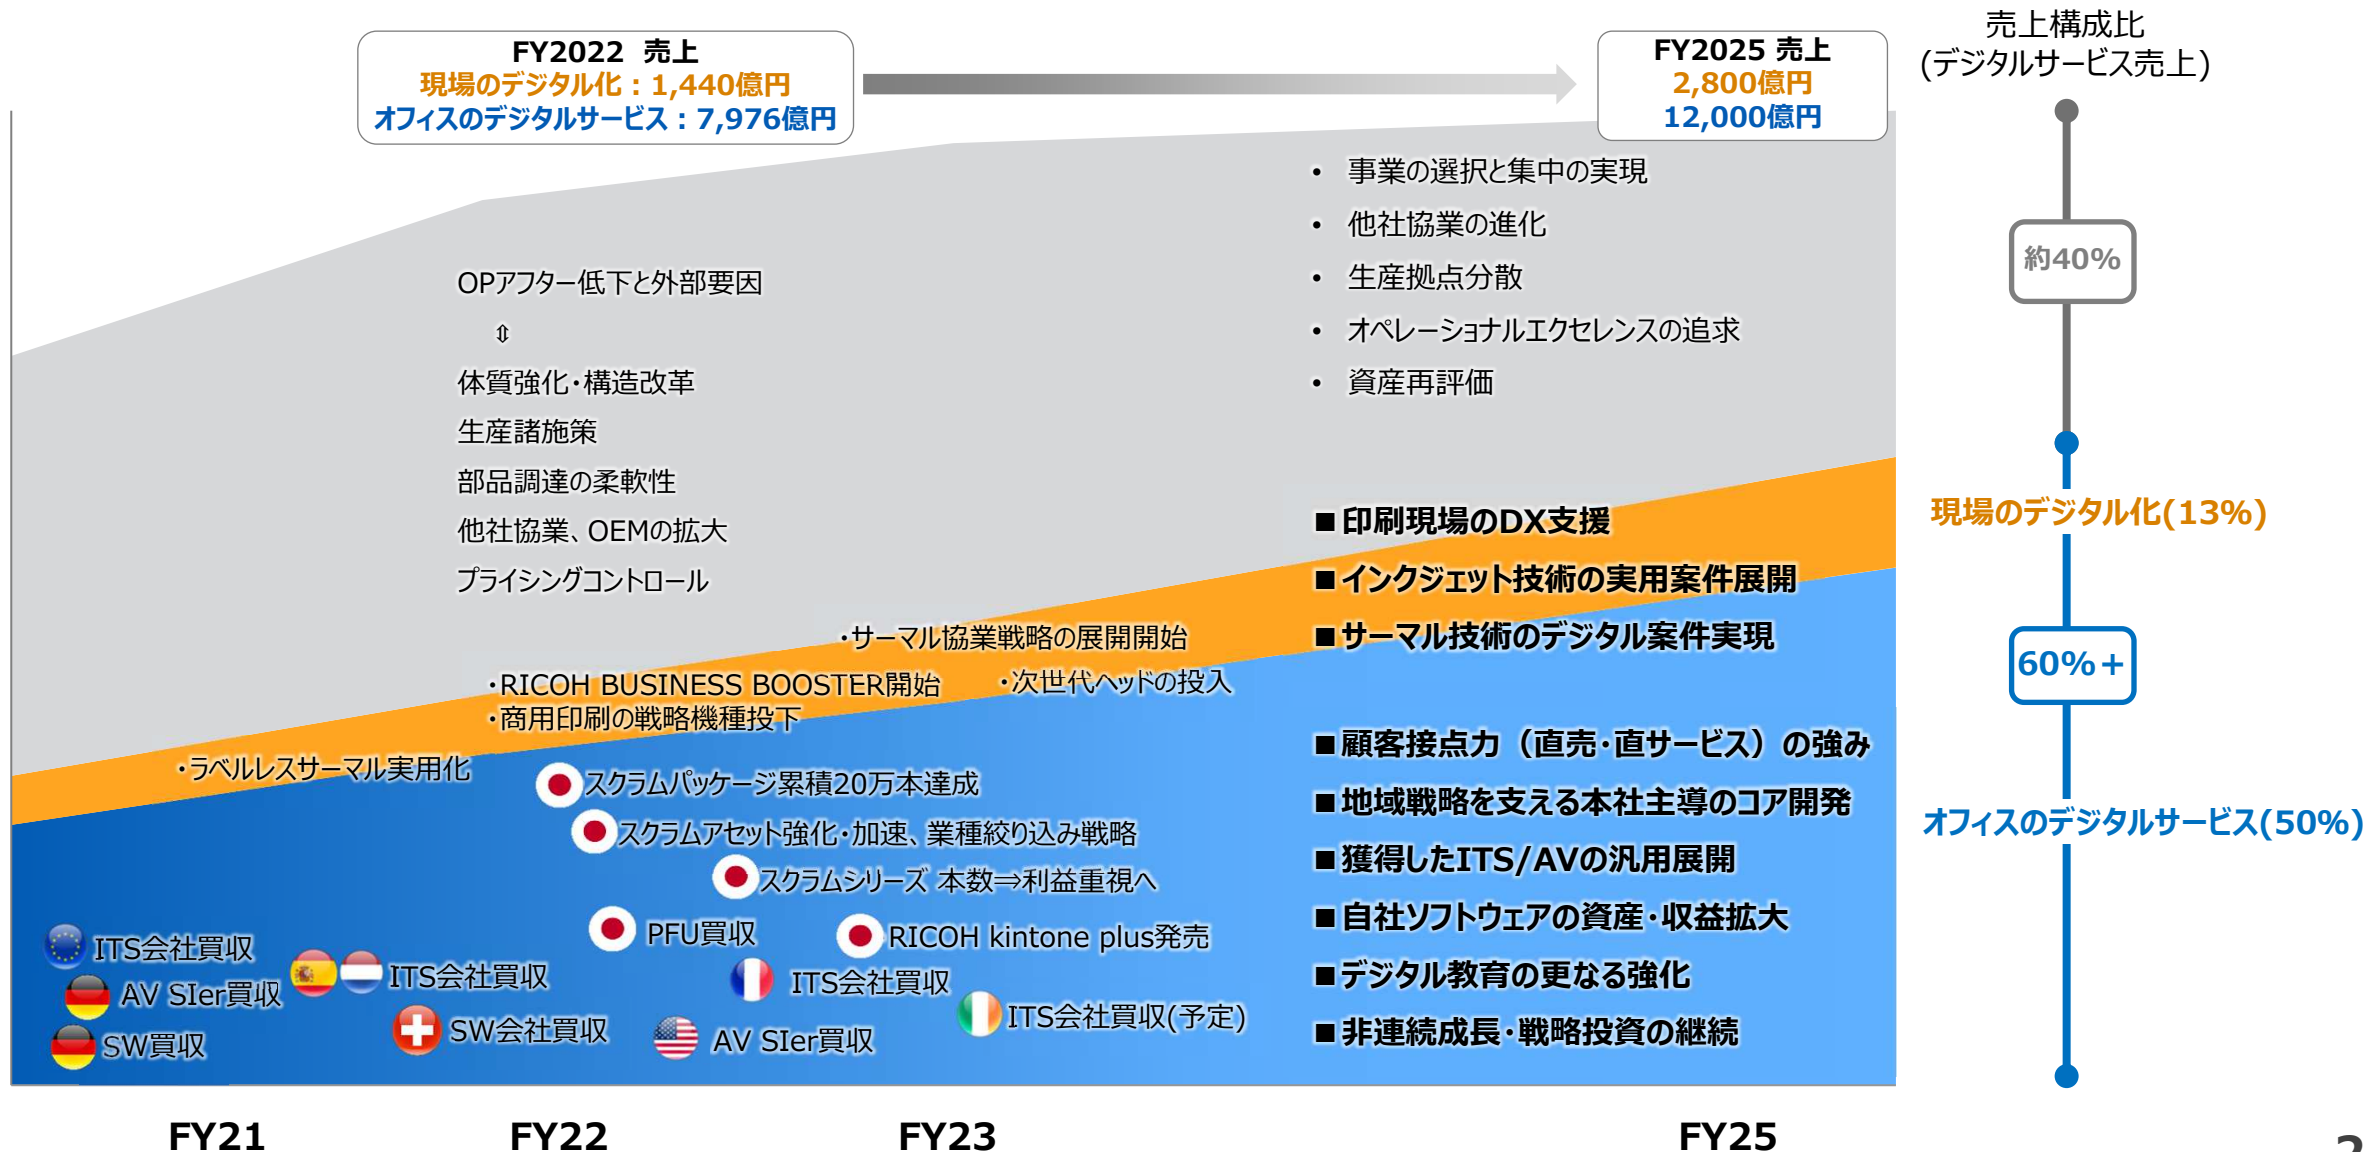 FY2022 売上
現場のデジタル化：1,440億円
オフィスのデジタルサービス：7,976億円
FY2025 売上
2,800億円
12,000億円
売上構成比
(デジタルサービス売上)
• 事業の選択と集中の実現
• 他社協業の進化
• 生産拠点分散
• オペレーショナルエクセレンスの追求
• 資産再評価
OPアフター低下と外部要因
⇕
体質強化・構造改革
生産諸施策
部品調達の柔軟性
他社協業、OEMの拡大
プライシングコントロール
約40%
現場のデジタル化(13%)
60%+
オフィスのデジタルサービス(50%)
■印刷現場のDX支援
■インクジェット技術の実用案件展開
■サーマル技術のデジタル案件実現
・サーマル協業戦略の展開開始
・RICOH BUSINESS BOOSTER開始
・次世代ヘッドの投入
・商用印刷の戦略機種投下
・ラベルレスサーマル実用化
スクラムパッケージ累積20万本達成
スクラムアセット強化・加速、業種絞り込み戦略
スクラムシリーズ 本数⇒利益重視へ
PFU買収
RICOH kintone plus発売
ITS会社買収
AV SIer買収
SW買収
ITS会社買収
SW会社買収
ITS会社買収
AV SIer買収
ITS会社買収(予定)
■顧客接点力（直売・直サービス）の強み
■地域戦略を支える本社主導のコア開発
■獲得したITS/AVの汎用展開
■自社ソフトウェアの資産・収益拡大
■デジタル教育の更なる強化
■非連続成長・戦略投資の継続
FY21
FY22
FY23
FY25